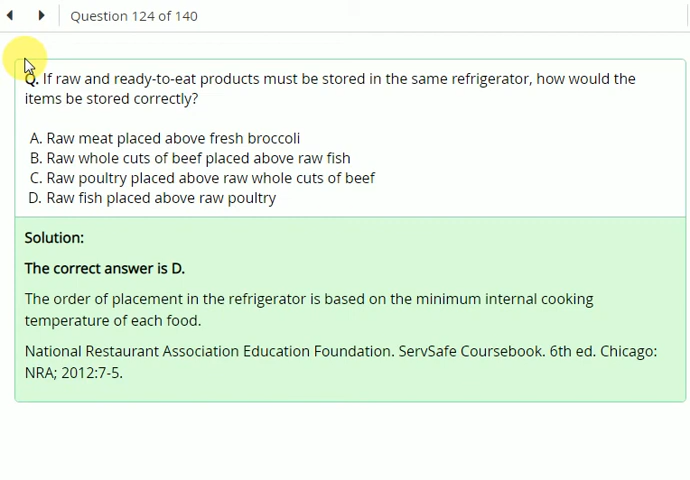 Question 124 of 140
Q. If raw and ready-to-eat products must be stored in the same refrigerator, how would the
items be stored correctly?
A. Raw meat placed above fresh broccoli
B. Raw whole cuts of beef placed above raw fish
C. Raw poultry placed above raw whole cuts of beef
D. Raw fish placed above raw poultry
Solution:
The correct answer is D.
The order of placement in the refrigerator is based on the minimum internal cooking
temperature of each food.
National Restaurant Association Education Foundation. ServSafe Coursebook. 6th ed. Chicago:
NRA; 2012:7-5.